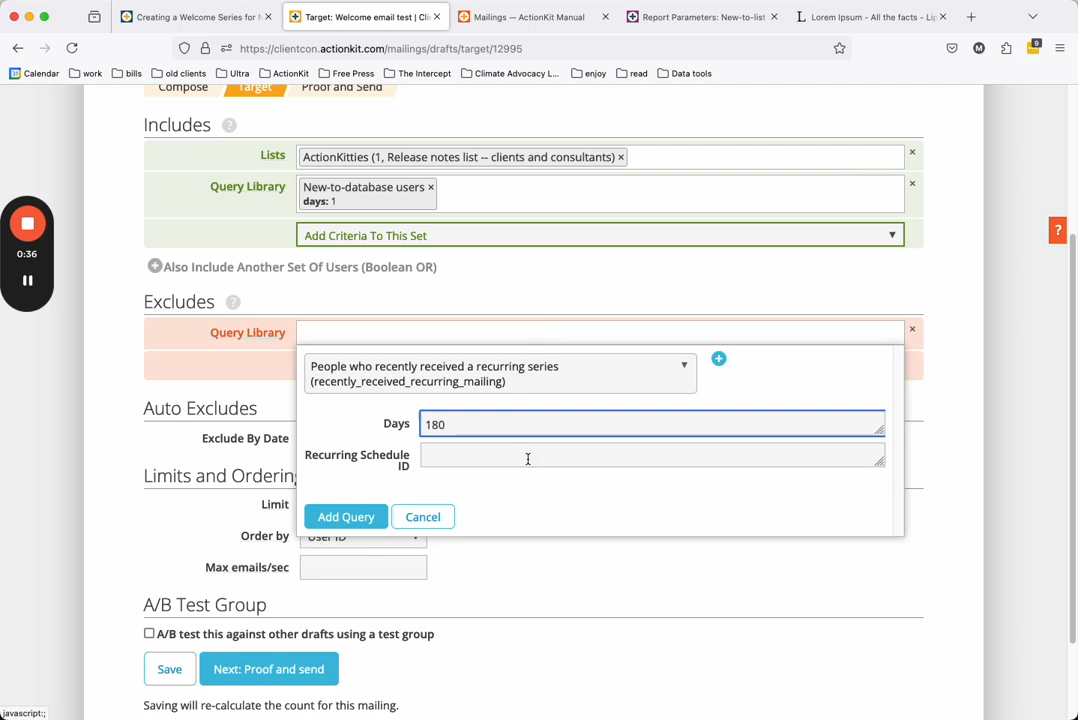 Creating a Welcome Series for N
Target: Welcome email test | Cli
Mailings — ActionKit Manual
Report Parameters: New-to-list
Lorem Ipsum - All the facts - Lip
https://clientcon.actionkit.com/mailings/drafts/target/12995
M
9
Calendar work bills old clients Ultra ActionKit Free Press The Intercept Climate Advocacy L... enjoy read Data tools
Compose Target Proof and Send
Includes ?
Lists ActionKitties (1, Release notes list -- clients and consultants) × ×
Query Library New-to-database users × ×
days: 1
Add Criteria To This Set ▼
Also Include Another Set Of Users (Boolean OR)
0:36
?
Excludes ?
Query Library ×
People who recently received a recurring series
(recently_received_recurring_mailing)
Auto Excludes
Days 180
Exclude By Date
Recurring Schedule
ID
Limits and Ordering
Limit
Add Query Cancel
Order by User ID
Max emails/sec
A/B Test Group
A/B test this against other drafts using a test group
Save Next: Proof and send
Saving will re-calculate the count for this mailing.
javascript:;